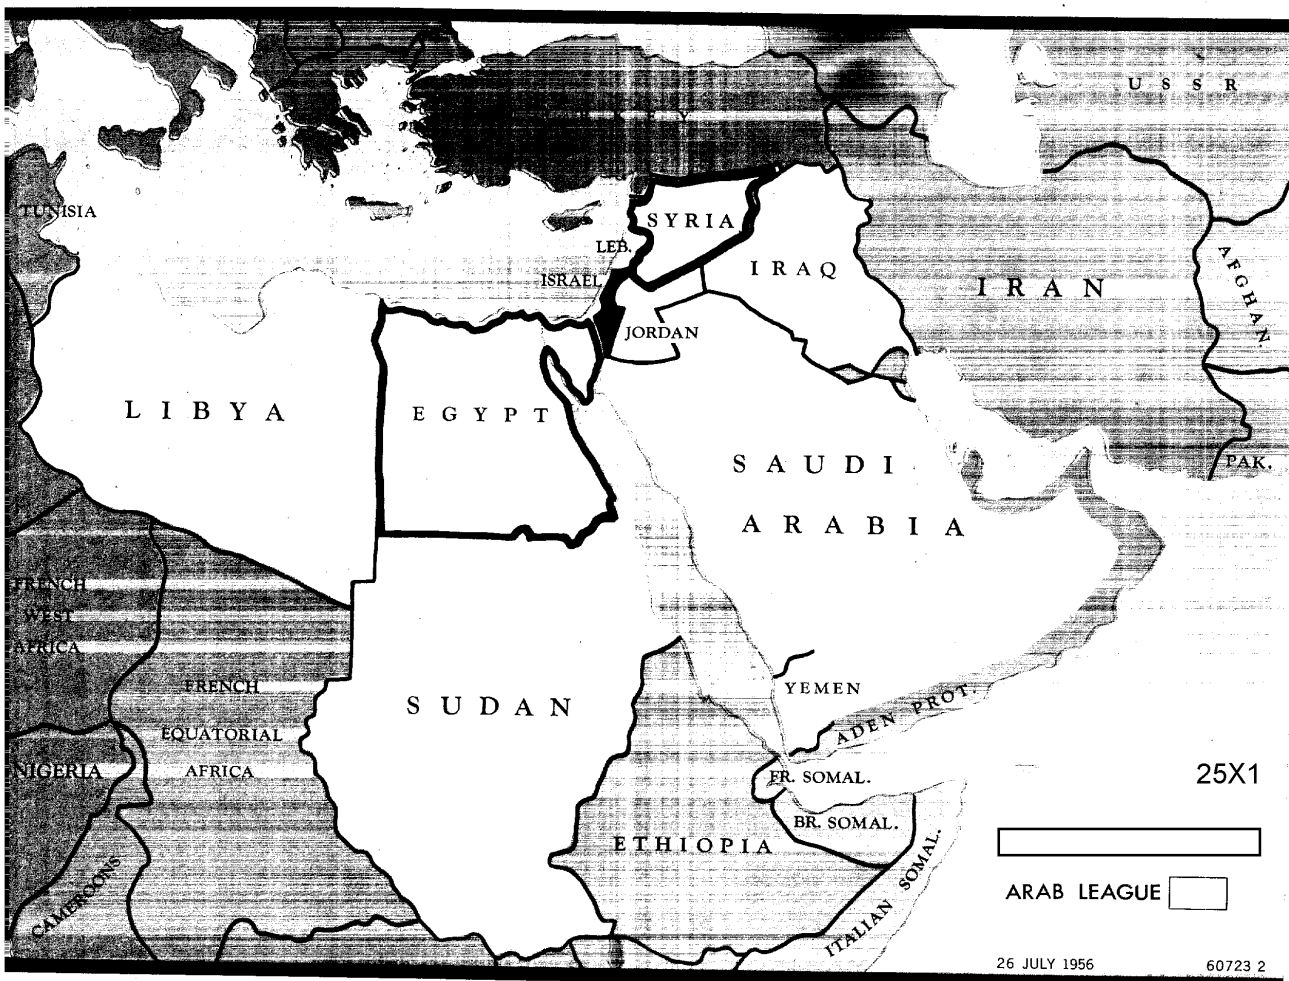 USSR
TUNISIA
SYRIA
LEB.
ISRAEL
IRAQ
IRAN
AFGHAN.
JORDAN
LIBYA
EGYPT
SAUDI
ARABIA
PAK.
FRENCH
WEST
AFRICA
FRENCH
EQUATORIAL
AFRICA
SUDAN
YEMEN
ADEN PROT.
NIGERIA
FR. SOMAL.
BR. SOMAL.
ETHIOPIA
CAMEROONS
ITALIAN SOMAL.
25X1
ARAB LEAGUE
26 JULY 1956
60723 2